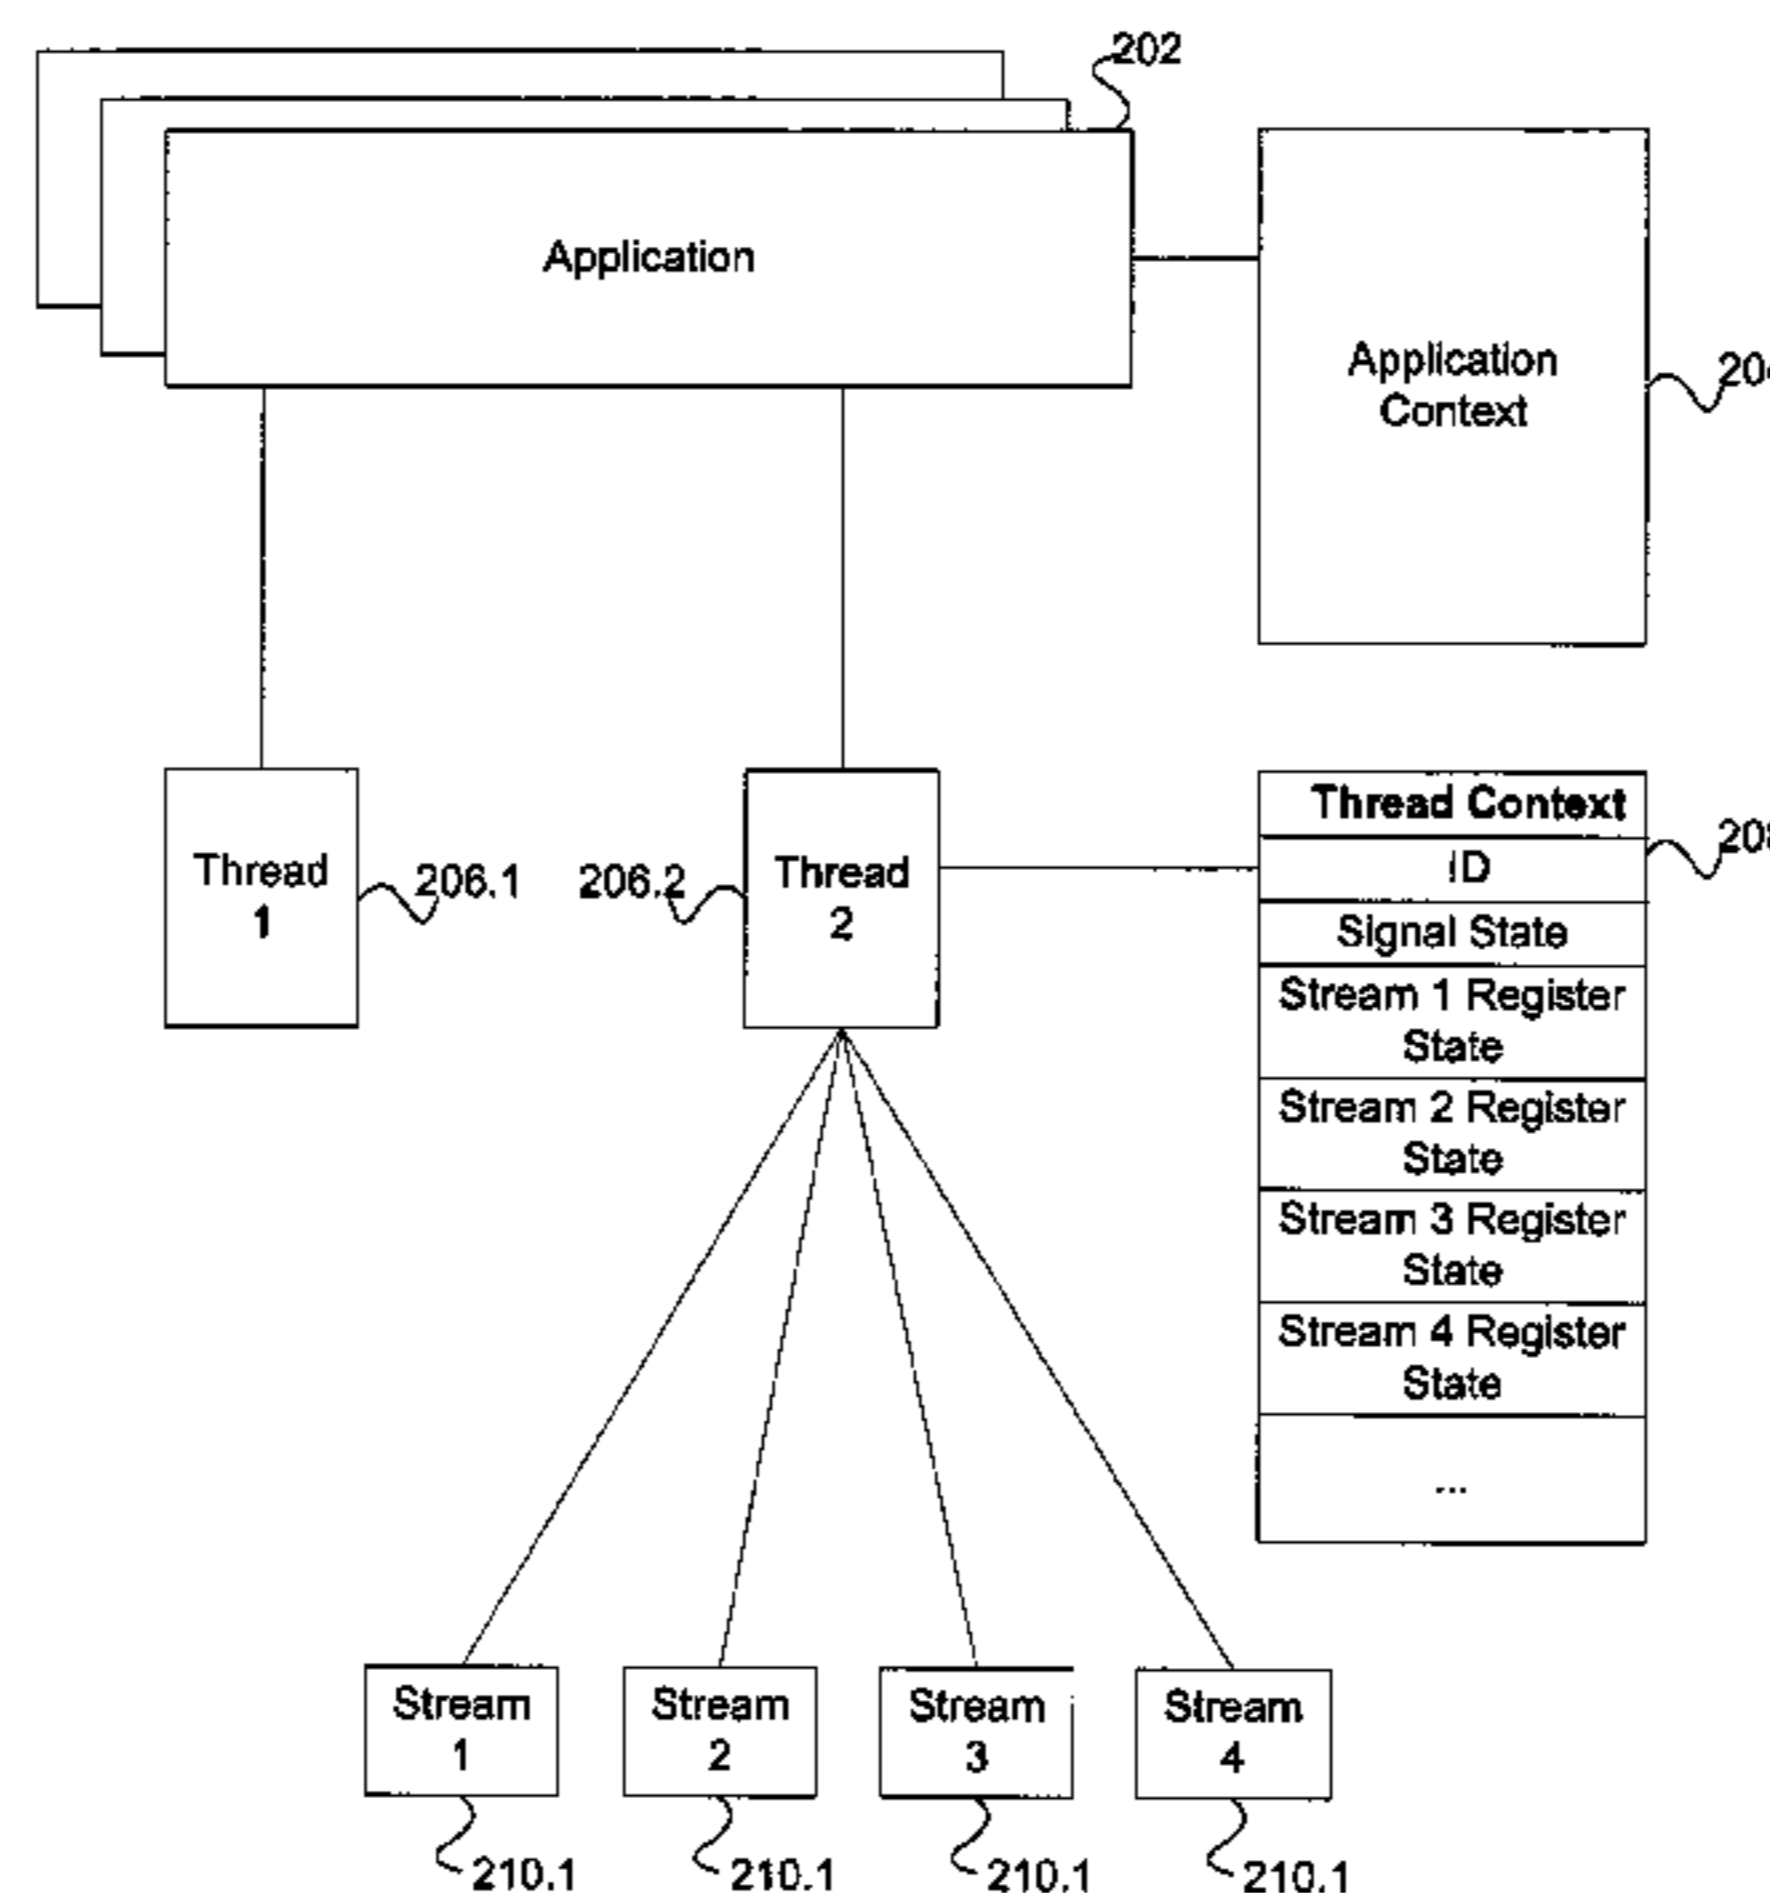 202
Application
Application
Context
20
Thread
1
206.1
206.2
Thread
2
Thread Context
ID
Signal State
Stream 1 Register
State
Stream 2 Register
State
Stream 3 Register
State
Stream 4 Register
State
...
20
Stream
1
Stream
2
Stream
3
Stream
4
210.1
210.1
210.1
210.1